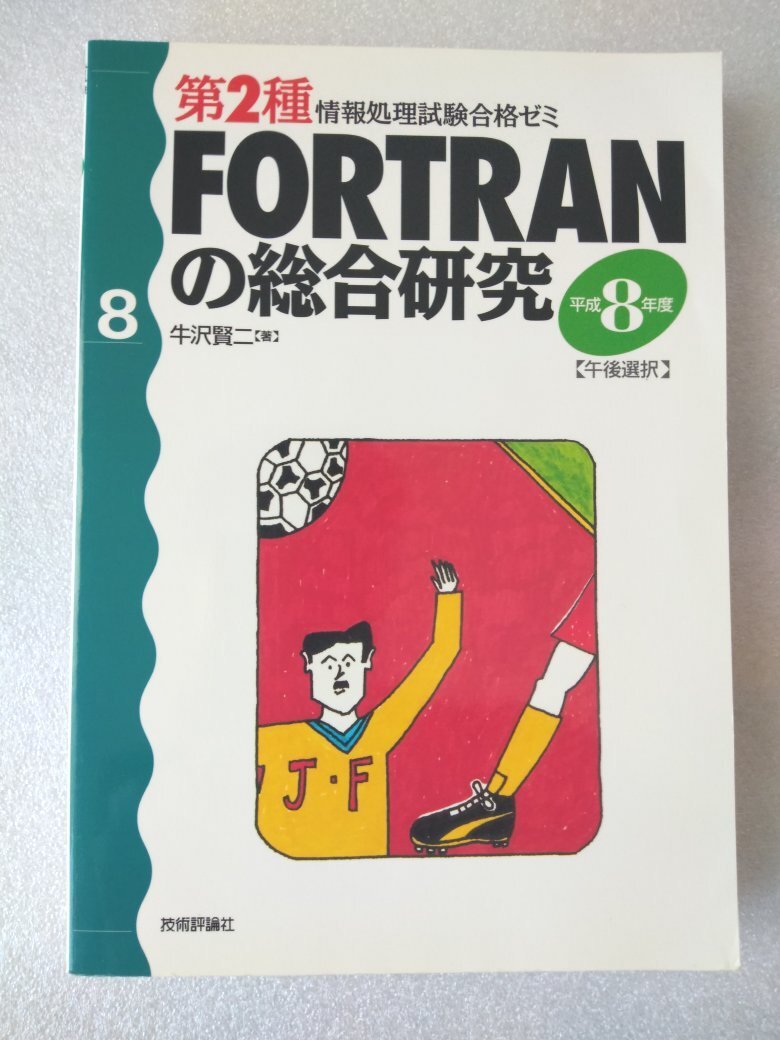 第2種情報処理試験合格ゼミ
FORTRAN
の総合研究
平成8年度
8
牛沢賢二【著】
【午後選択】
J・F
技術評論社